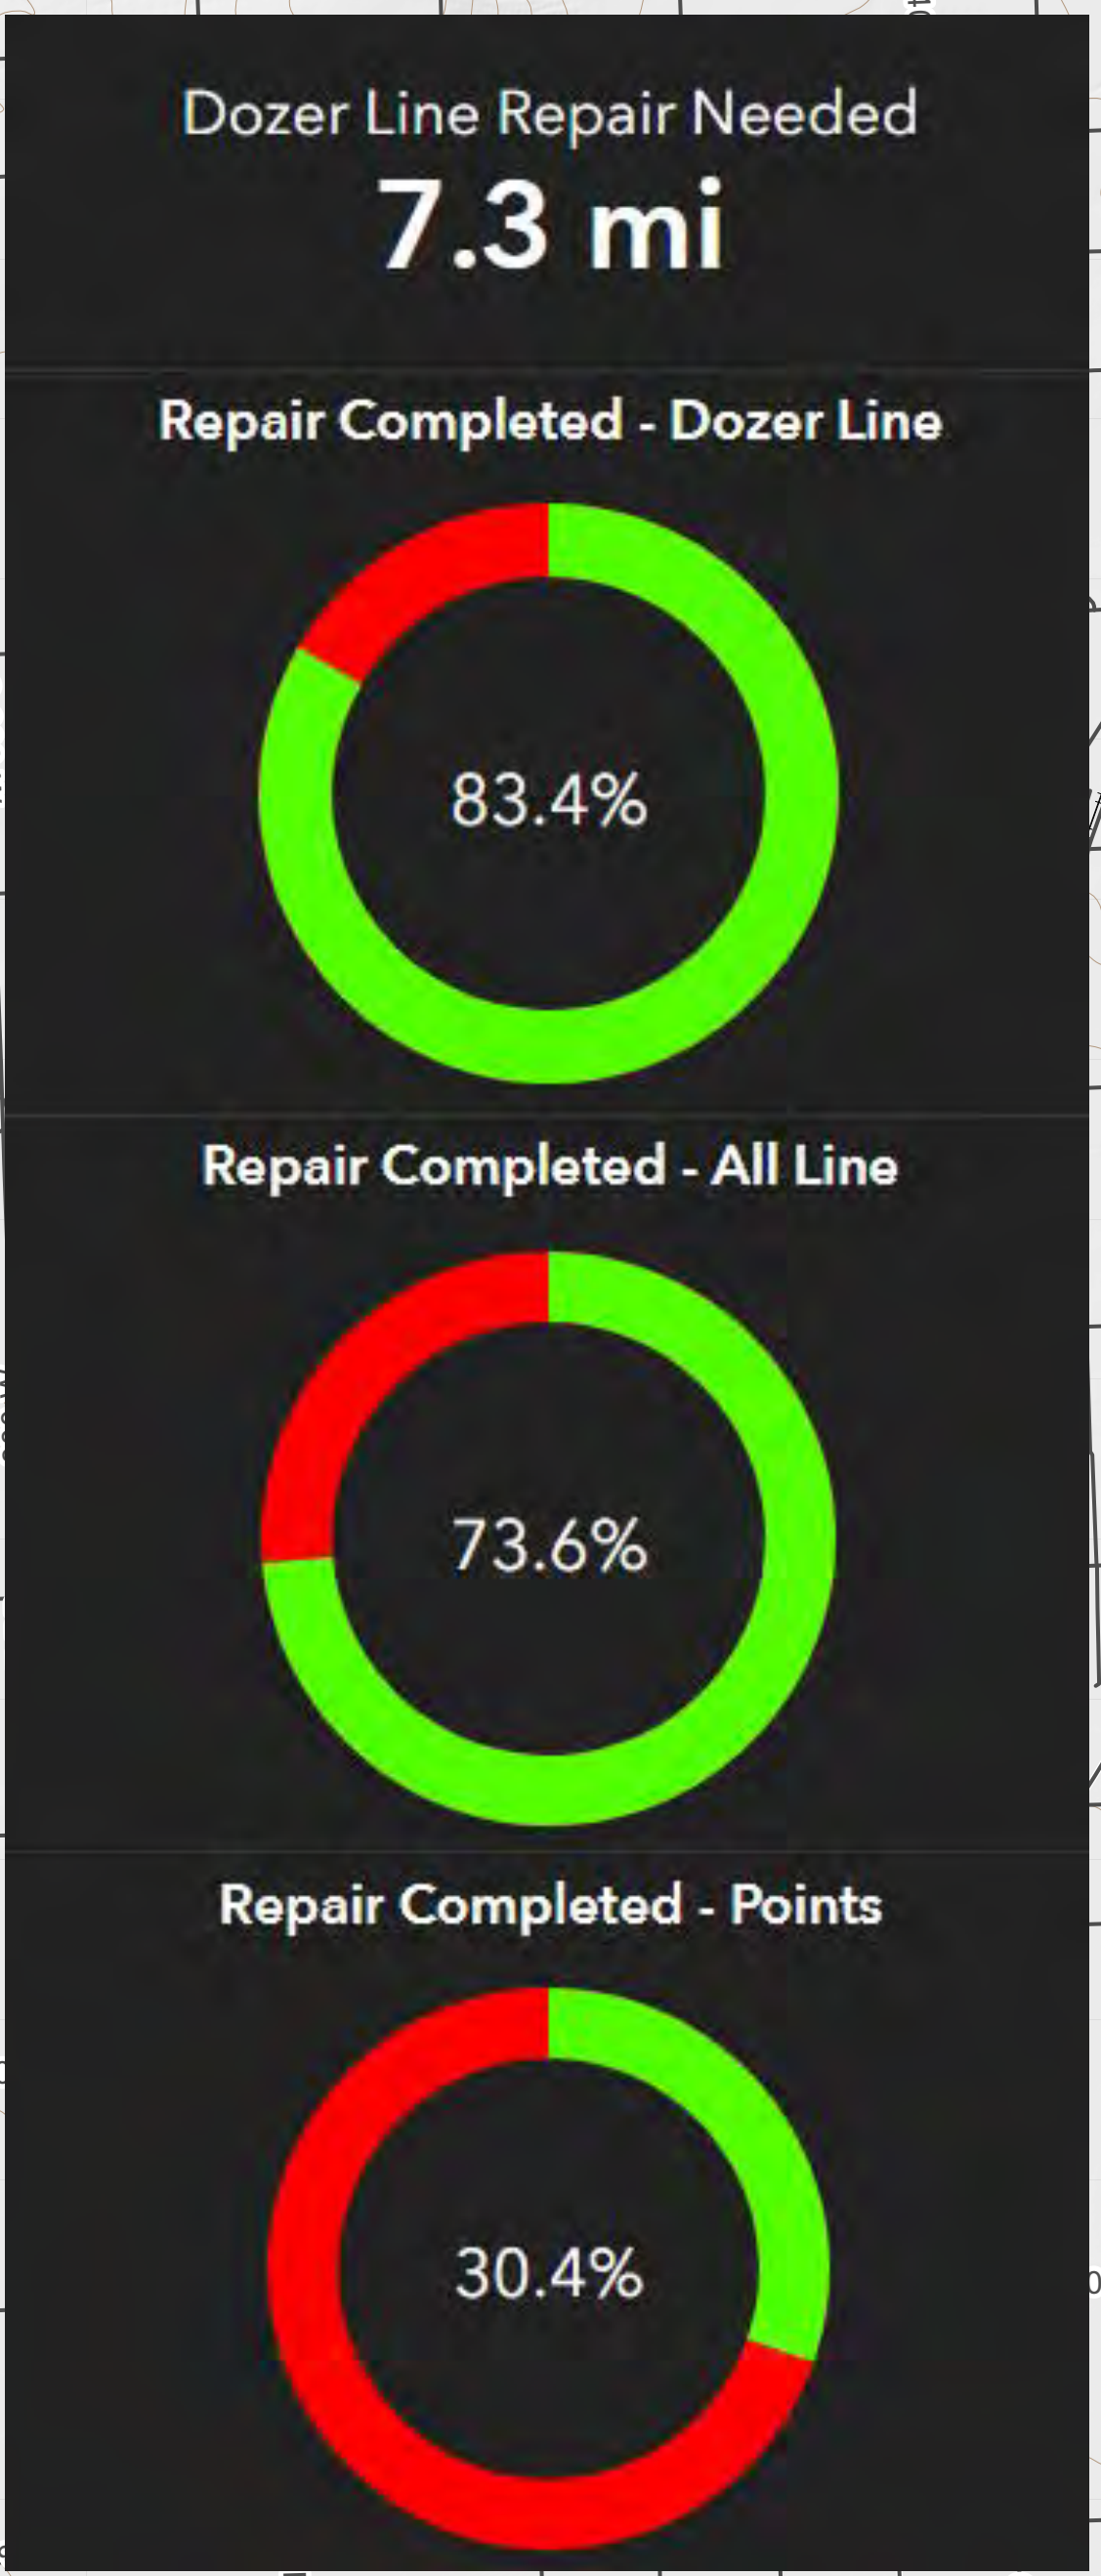 Dozer Line Repair Needed
7.3 mi
Repair Completed - Dozer Line
83.4%
Repair Completed - All Line
73.6%
Repair Completed - Points
30.4%